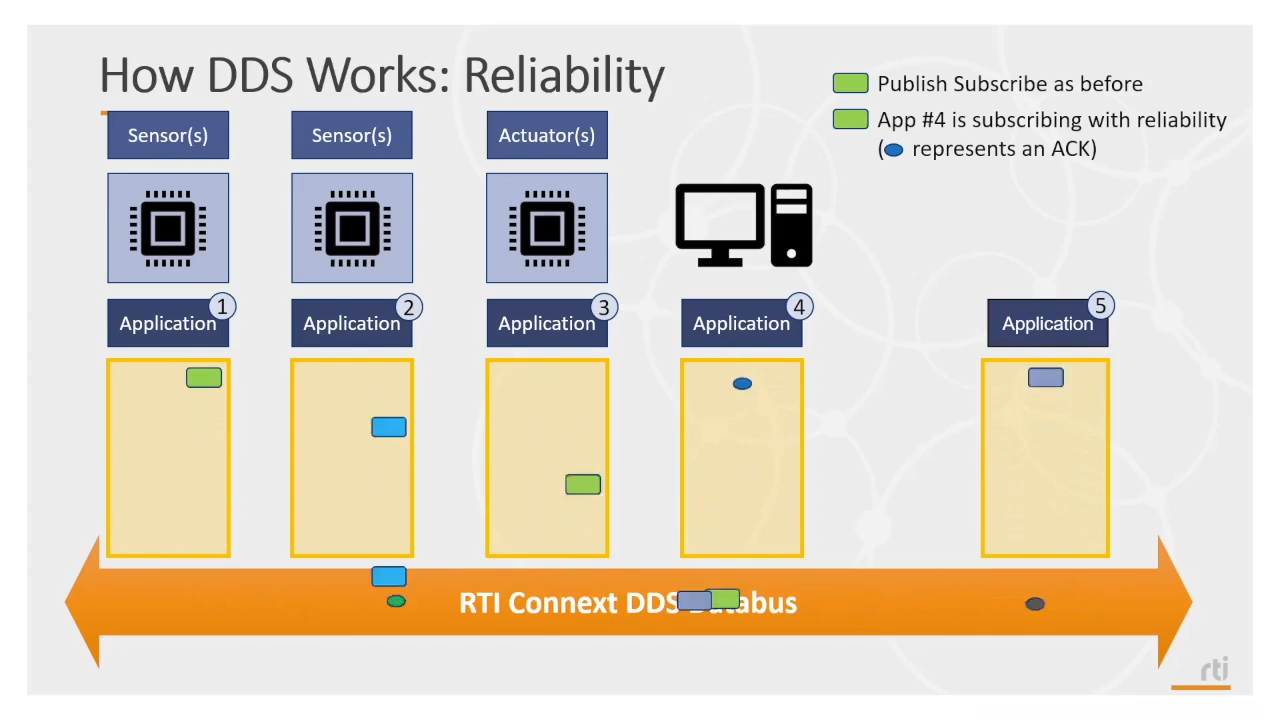 How DDS Works: Reliability
Publish Subscribe as before
App #4 is subscribing with reliability
( represents an ACK)
Sensor(s)
Sensor(s)
Actuator(s)
Application 1
Application 2
Application 3
Application 4
Application 5
RTI Connext DDS Databus
rti